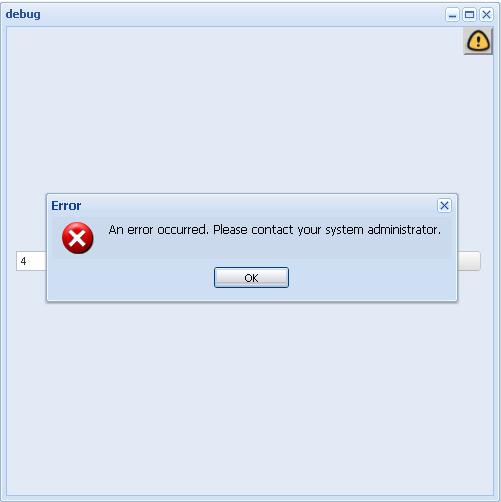 debug
Error
An error occurred. Please contact your system administrator.
4
OK